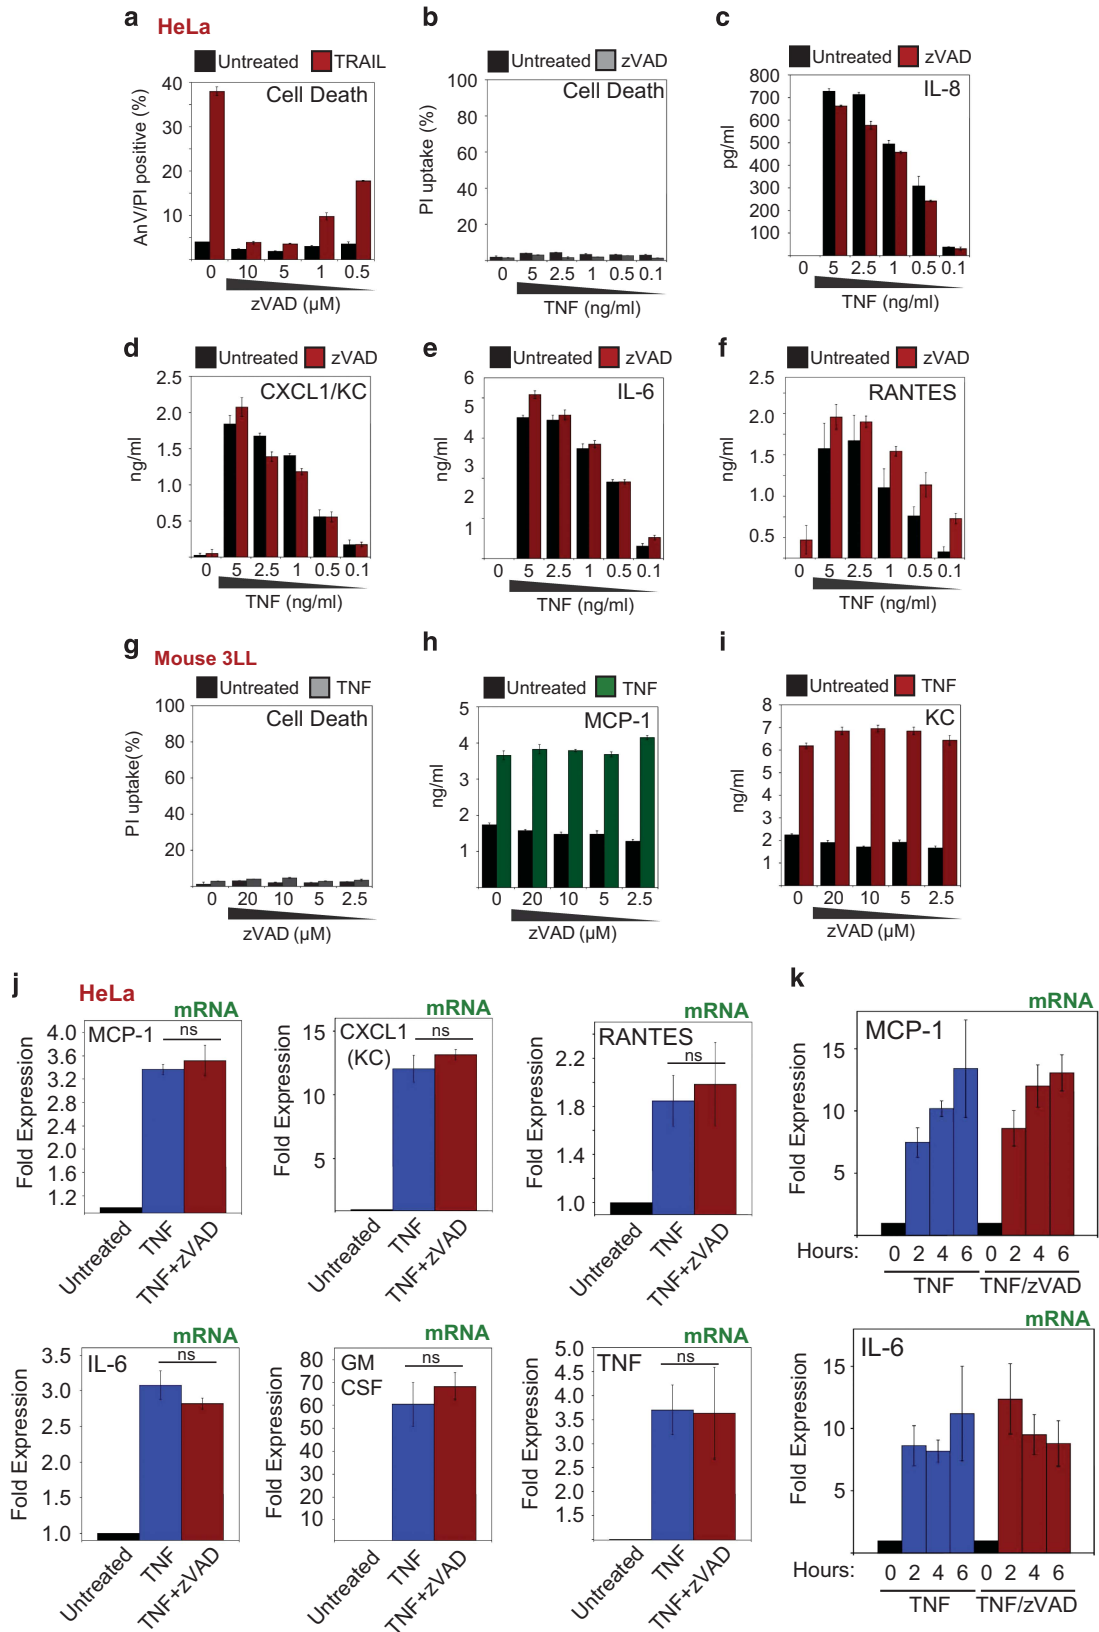 a HeLa
Untreated TRAIL
Cell Death
AnV/PI positive (%)
40
30
20
10
0 10 5 1 0.5
zVAD (µM)
b
Untreated zVAD
Cell Death
PI uptake (%)
100
80
60
40
20
0 5 2.5 1 0.5 0.1
TNF (ng/ml)
c
Untreated zVAD
IL-8
pg/ml
800
700
600
500
400
300
200
100
0 5 2.5 1 0.5 0.1
TNF (ng/ml)
d
Untreated zVAD
CXCL1/KC
ng/ml
2.5
2.0
1.5
1.0
0.5
0 5 2.5 1 0.5 0.1
TNF (ng/ml)
e
Untreated zVAD
IL-6
ng/ml
6
5
4
3
2
1
0 5 2.5 1 0.5 0.1
TNF (ng/ml)
f
Untreated zVAD
RANTES
ng/ml
2.5
2.0
1.5
1.0
0.5
0 5 2.5 1 0.5 0.1
TNF (ng/ml)
g Mouse 3LL
Untreated TNF
Cell Death
PI uptake(%)
100
80
60
40
20
0 20 10 5 2.5
zVAD (µM)
h
Untreated TNF
MCP-1
ng/ml
5
4
3
2
1
0 20 10 5 2.5
zVAD (µM)
i
Untreated TNF
KC
ng/ml
8
7
6
5
4
3
2
1
0 20 10 5 2.5
zVAD (µM)
j HeLa
mRNA
MCP-1
ns
Fold Expression
4.0
3.6
3.2
2.8
2.4
2.0
1.6
1.2
Untreated
TNF
TNF+zVAD
mRNA
CXCL1
(KC)
ns
Fold Expression
15
10
5
Untreated
TNF
TNF+zVAD
mRNA
RANTES
ns
Fold Expression
2.2
1.8
1.4
1.0
Untreated
TNF
TNF+zVAD
mRNA
IL-6
ns
Fold Expression
3.5
3.0
2.5
2.0
1.5
1.0
Untreated
TNF
TNF+zVAD
mRNA
GM
CSF
ns
Fold Expression
80
70
60
50
40
30
20
10
Untreated
TNF
TNF+zVAD
mRNA
TNF
ns
Fold Expression
5.0
4.5
4.0
3.5
3.0
2.5
2.0
1.5
Untreated
TNF
TNF+zVAD
k
mRNA
MCP-1
Fold Expression
15
10
5
Hours: 0 2 4 6 0 2 4 6
TNF TNF/zVAD
mRNA
IL-6
Fold Expression
15
10
5
Hours: 0 2 4 6 0 2 4 6
TNF TNF/zVAD